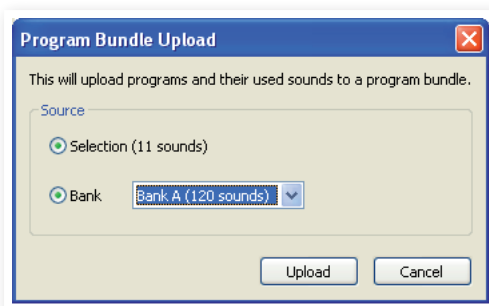 Program Bundle Upload
This will upload programs and their used sounds to a program bundle.
Source
Selection (11 sounds)
Bank Bank A (120 sounds)
Upload Cancel